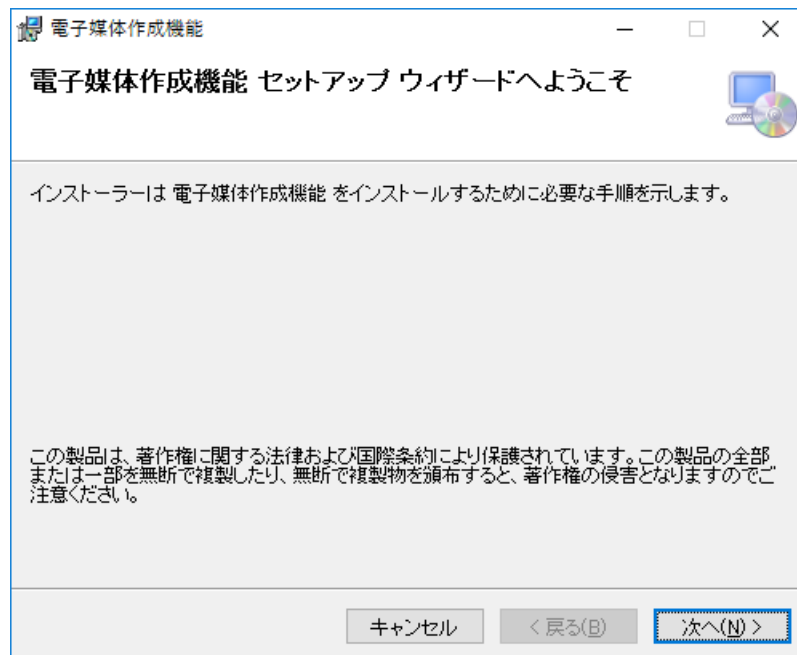 電子媒体作成機能
電子媒体作成機能 セットアップ ウィザードへようこそ
インストーラーは 電子媒体作成機能 をインストールするために必要な手順を示します。
この製品は、著作権に関する法律および国際条約により保護されています。この製品の全部
または一部を無断で複製したり、無断で複製物を頒布すると、著作権の侵害となりますのでご
注意ください。
キャンセル
< 戻る(B)
次へ(N) >